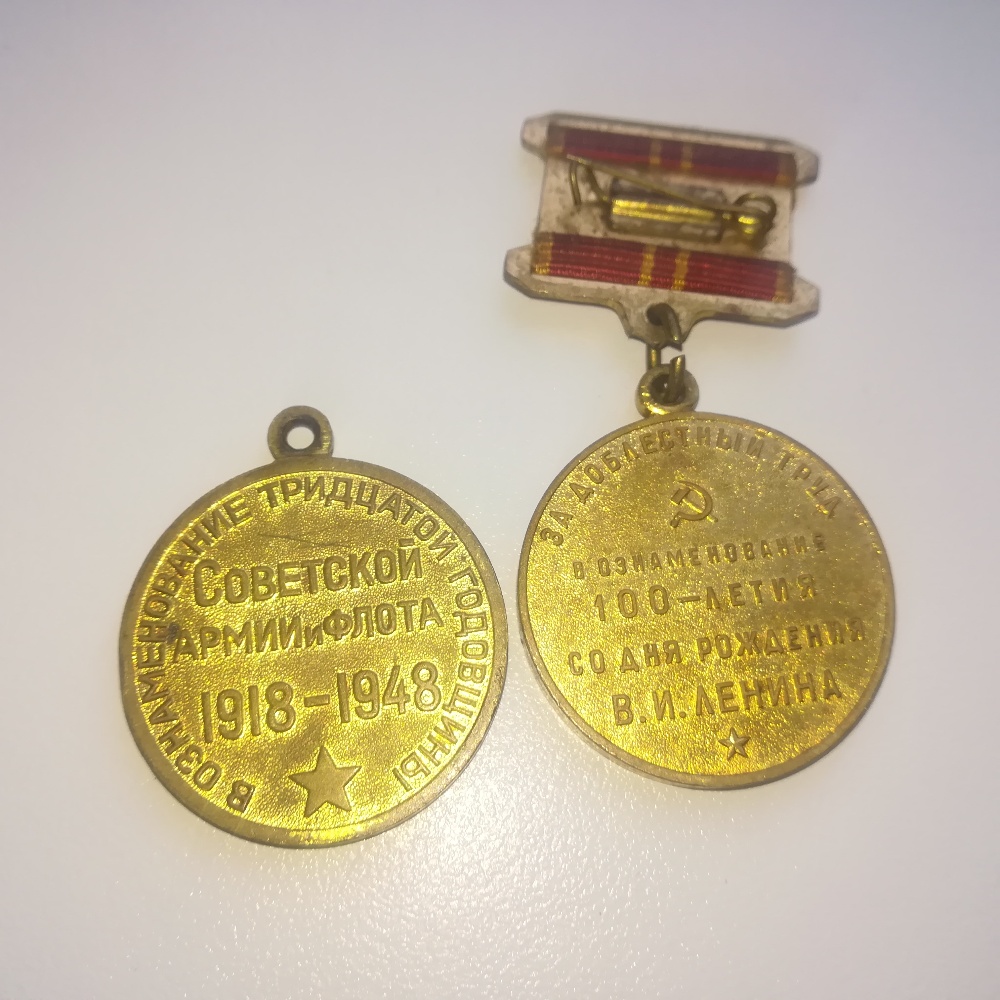 В ОЗНАМЕНОВАНИЕ ТРИДЦАТОЙ ГОДОВЩИНЫ
СОВЕТСКОЙ
АРМИИ и ФЛОТА
1918-1948
ЗА ДОБЛЕСТНЫЙ ТРУД
В ОЗНАМЕНОВАНИЕ
100-ЛЕТИЯ
СО ДНЯ РОЖДЕНИЯ
В.И. ЛЕНИНА